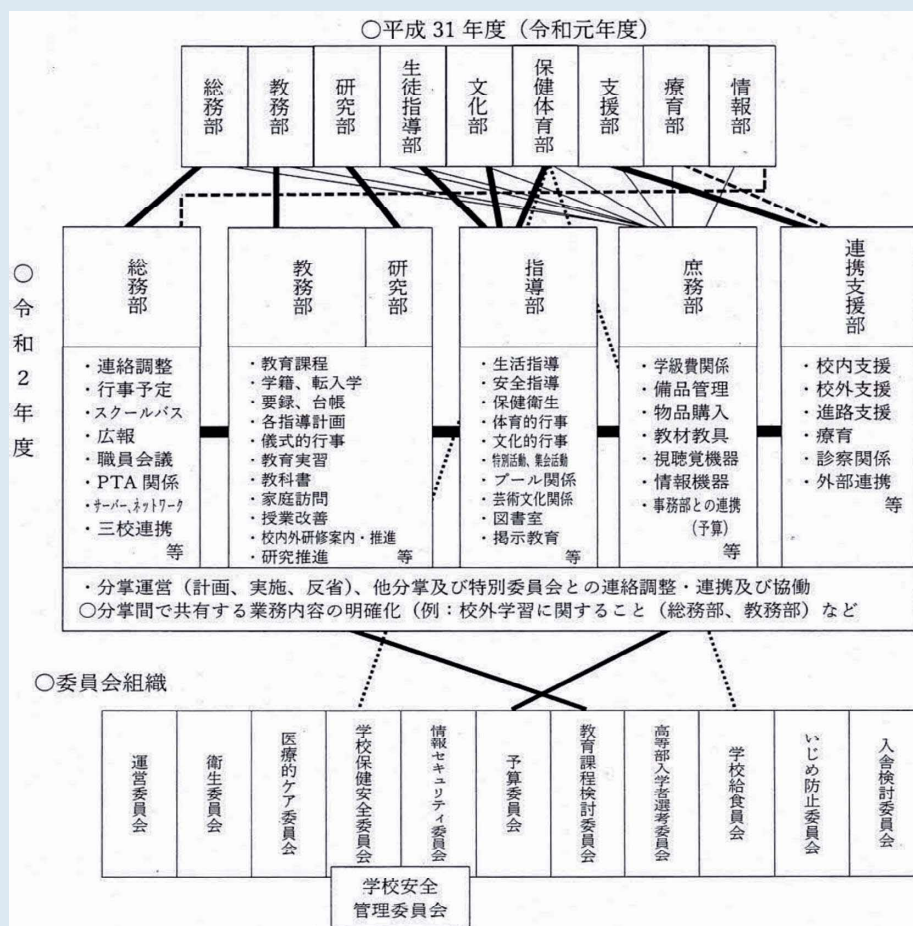 ○平成 31 年度（令和元年度）
総務部
教務部
研究部
生徒指導部
文化部
保健体育部
支援部
療育部
情報部
○令和２年度
総務部
・連絡調整
・行事予定
・スクールバス
・広報
・職員会議
・PTA 関係
・サーバー、ネットワーク
・三校連携
等
教務部
研究部
・教育課程
・学籍、転入学
・要録、台帳
・各指導計画
・儀式的行事
・教育実習
・教科書
・家庭訪問
・授業改善
・校内外研修案内・推進
・研究推進 等
指導部
・生活指導
・安全指導
・保健衛生
・体育的行事
・文化的行事
・特別活動、集会活動
・プール関係
・芸術文化関係
・図書室
・掲示教育
等
庶務部
・学級費関係
・備品管理
・物品購入
・教材教具
・視聴覚機器
・情報機器
・事務部との連携
（予算）
等
連携支援部
・校内支援
・校外支援
・進路支援
・療育
・診察関係
・外部連携
等
・分掌運営（計画、実施、反省）、他分掌及び特別委員会との連絡調整・連携及び協働
○分掌間で共有する業務内容の明確化（例：校外学習に関すること（総務部、教務部）など
○委員会組織
運営委員会
衛生委員会
医療的ケア委員会
学校保健安全委員会
情報セキュリティ委員会
予算委員会
教育課程検討委員会
高等部入学者選考委員会
学校給食員会
いじめ防止委員会
入舎検討委員会
学校安全
管理委員会